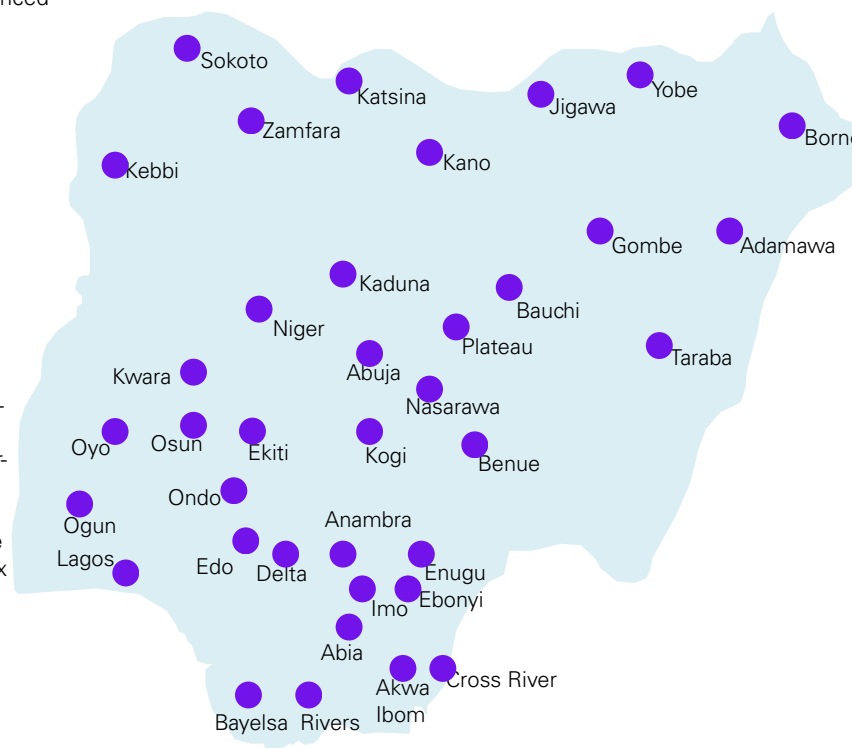 Sokoto
Yobe
Katsina
Jigawa
Zamfara
Kano
Kebbi
Gombe
Adamawa
Kaduna
Bauchi
Niger
Plateau
Taraba
Abuja
Kwara
Nasarawa
Oyo
Osun
Ekiti
Kogi
Benue
Ondo
Anambra
Ogun
Lagos
Edo
Delta
Enugu
Ebonyi
Imo
Abia
Cross River
Akwa
Ibom
Bayelsa
Rivers